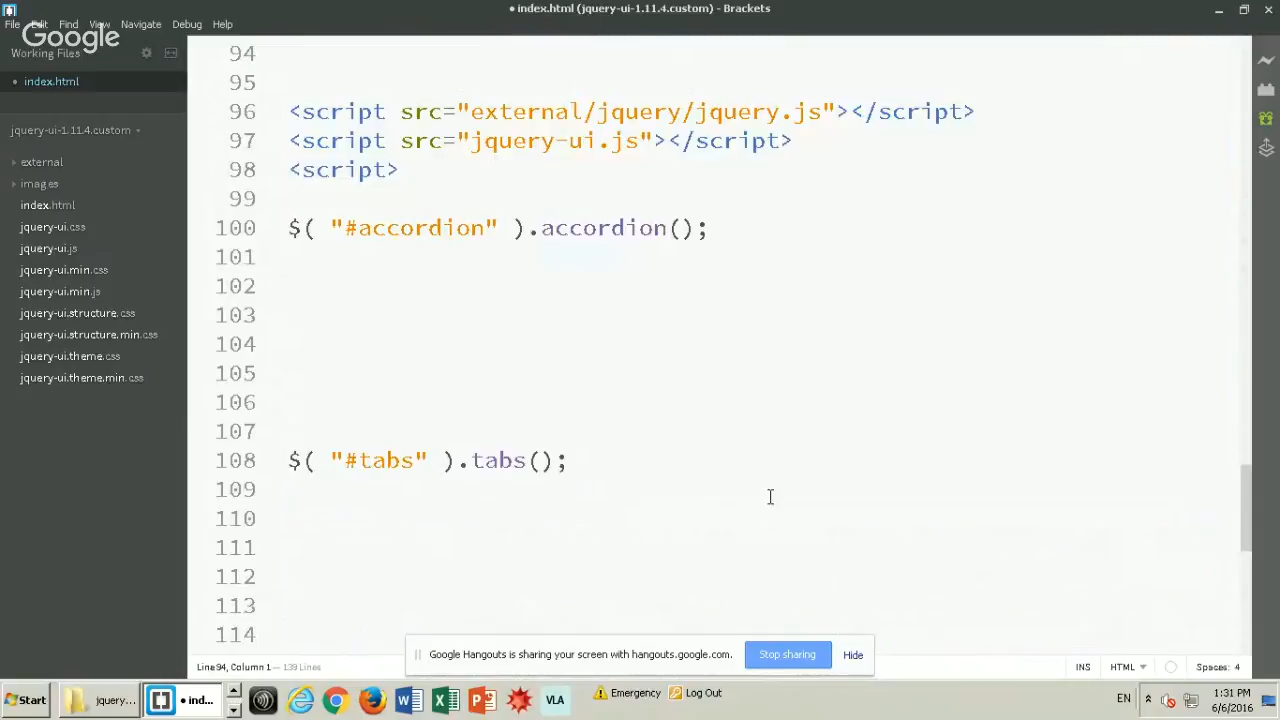 • index.html (jquery-ui-1.11.4.custom) - Brackets
File Edit Find View Navigate Debug Help
Google
Working Files
• index.html
jquery-ui-1.11.4.custom
external
images
index.html
jquery-ui.css
jquery-ui.js
jquery-ui.min.css
jquery-ui.min.js
jquery-ui.structure.css
jquery-ui.structure.min.css
jquery-ui.theme.css
jquery-ui.theme.min.css
94
95
96 <script src="external/jquery/jquery.js"></script>
97 <script src="jquery-ui.js"></script>
98 <script>
99
100 $( "#accordion" ).accordion();
101
102
103
104
105
106
107
108 $( "#tabs" ).tabs();
109
110
111
112
113
114
Google Hangouts is sharing your screen with hangouts.google.com. Stop sharing Hide
Line 94, Column 1 — 139 Lines INS HTML Spaces: 4
Start jquery... • ind... VLA Emergency Log Out EN 1:31 PM
6/6/2016